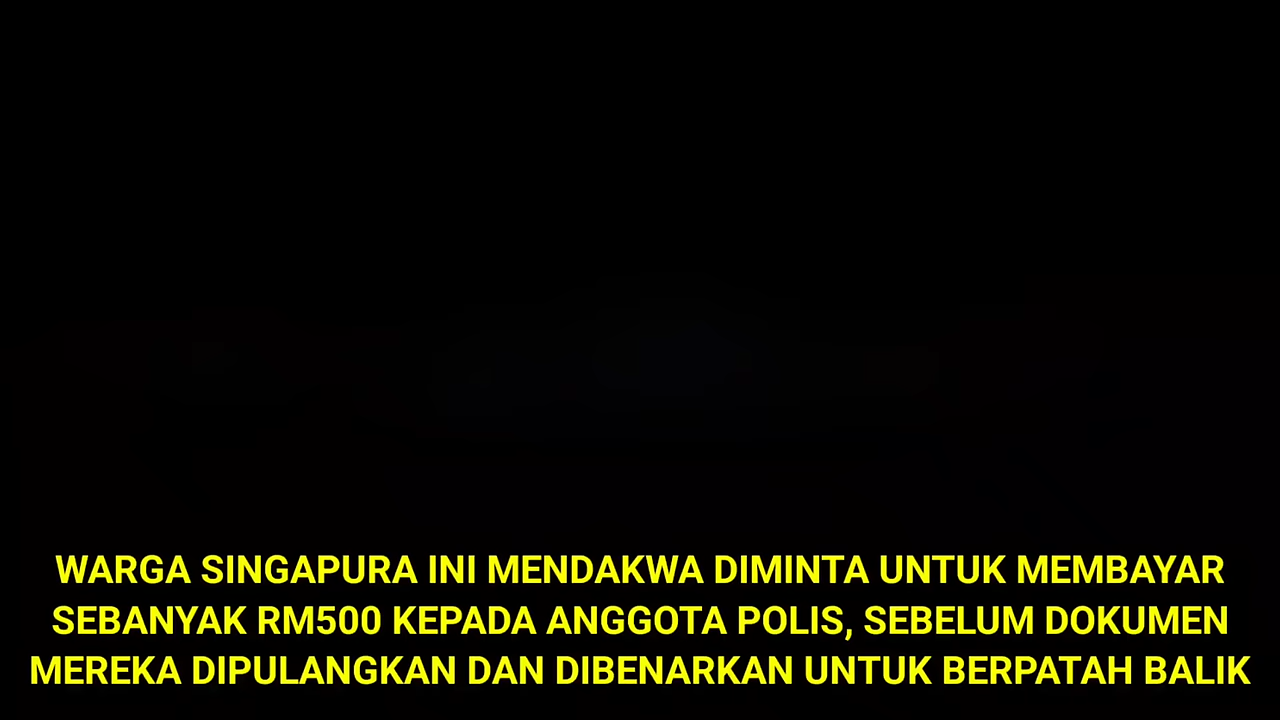 WARGA SINGAPURA INI MENDAKWA DIMINTA UNTUK MEMBAYAR
SEBANYAK RM500 KEPADA ANGGOTA POLIS, SEBELUM DOKUMEN
MEREKA DIPULANGKAN DAN DIBENARKAN UNTUK BERPATAH BALIK